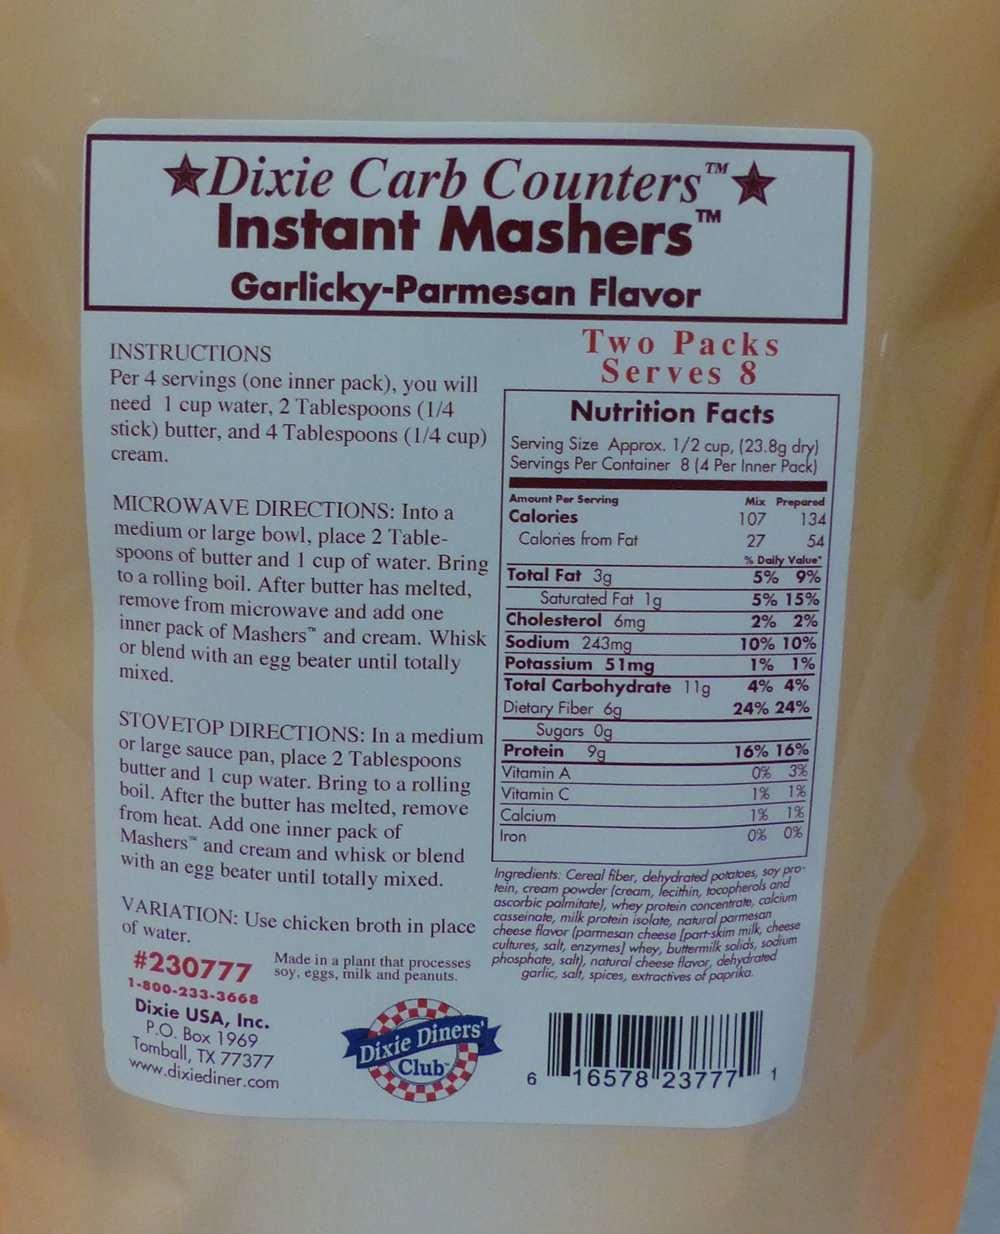 Dixie Carb Counters™
Instant Mashers™
Garlicky-Parmesan Flavor
INSTRUCTIONS
Per 4 servings (one inner pack), you will
need 1 cup water, 2 Tablespoons (1/4
stick) butter, and 4 Tablespoons (1/4 cup)
cream.
MICROWAVE DIRECTIONS: Into a
medium or large bowl, place 2 Table-
spoons of butter and 1 cup of water. Bring
to a rolling boil. After butter has melted,
remove from microwave and add one
inner pack of Mashers™ and cream. Whisk
or blend with an egg beater until totally
mixed.
STOVETOP DIRECTIONS: In a medium
or large sauce pan, place 2 Tablespoons
butter and 1 cup water. Bring to a rolling
boil. After the butter has melted, remove
from heat. Add one inner pack of
Mashers™ and cream and whisk or blend
with an egg beater until totally mixed.
VARIATION: Use chicken broth in place
of water.
#230777
1-800-233-3668
Dixie USA, Inc.
P.O. Box 1969
Tomball, TX 77377
www.dixiediner.com
Made in a plant that processes
soy, eggs, milk and peanuts.
Dixie Diners'
Club™
Two Packs
Serves 8
Nutrition Facts
Serving Size Approx. 1/2 cup, (23.8g dry)
Servings Per Container 8 (4 Per Inner Pack)
Amount Per Serving Mix Prepared
Calories 107 134
Calories from Fat 27 54
% Daily Value*
Total Fat 3g 5% 9%
Saturated Fat 1g 5% 15%
Cholesterol 6mg 2% 2%
Sodium 243mg 10% 10%
Potassium 51mg 1% 1%
Total Carbohydrate 11g 4% 4%
Dietary Fiber 6g 24% 24%
Sugars 0g
Protein 9g 16% 16%
Vitamin A 0% 3%
Vitamin C 1% 1%
Calcium 1% 1%
Iron 0% 0%
Ingredients: Cereal fiber, dehydrated potatoes, soy pro-
tein, cream powder (cream, lecithin, tocopherols and
ascorbic palmitate), whey protein concentrate, calcium
casseinate, milk protein isolate, natural parmesan
cheese flavor (parmesan cheese [part-skim milk, cheese
cultures, salt, enzymes] whey, buttermilk solids, sodium
phosphate, salt), natural cheese flavor, dehydrated
garlic, salt, spices, extractives of paprika.
6 16578 23777 1